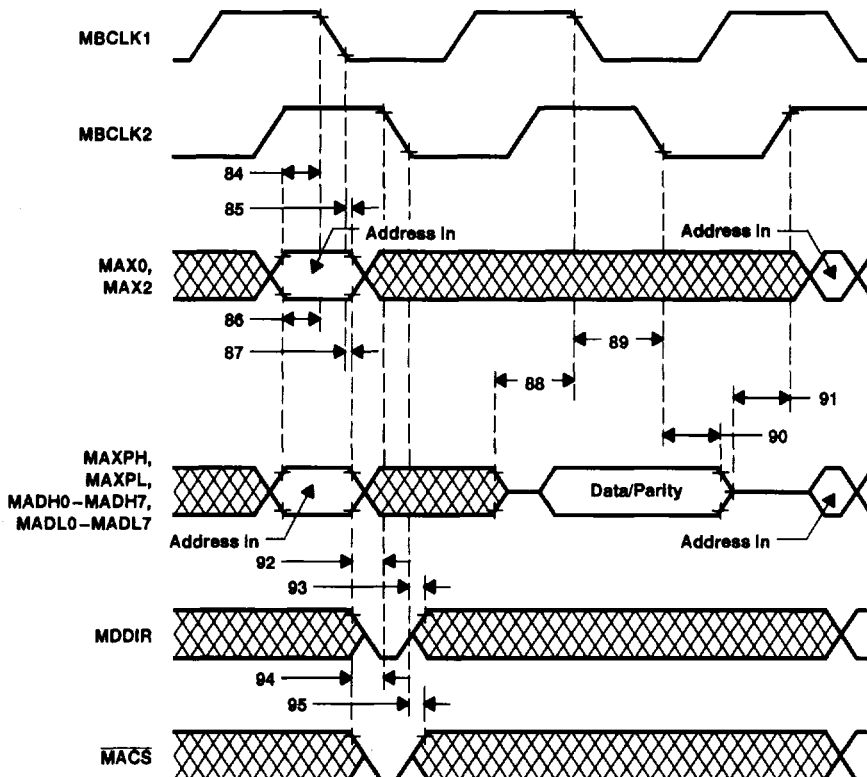 MBCLK1
MBCLK2
84
85
Address In
Address In
MAX0,
MAX2
86
87
89
88
91
90
MAXPH,
MAXPL,
MADH0–MADH7,
MADL0–MADL7
Data/Parity
Address In
Address In
92
93
MDDIR
94
95
MACS